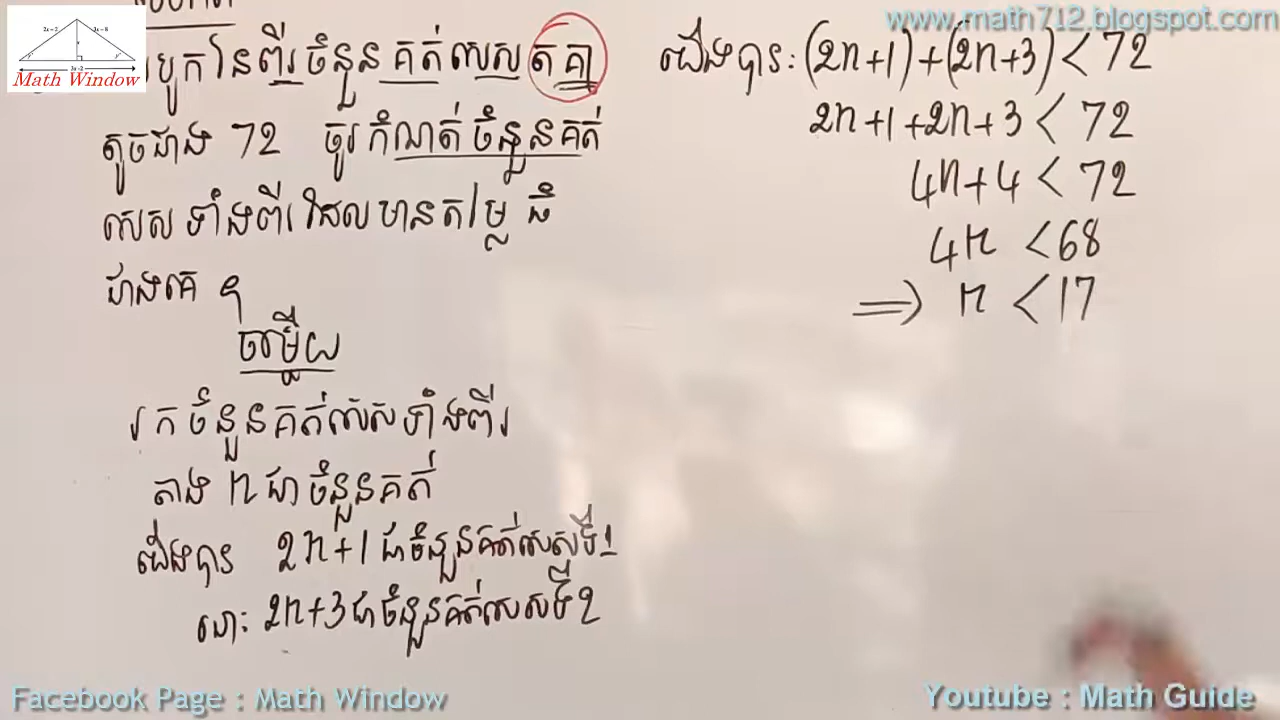 www.math712.blogspot.com
2x-2 3x-8
Math Window
បូកនៃពីរចំនួនគត់សេសតគ្នា
តូចជាង 72 ចូរកំណត់ចំនួនគត់
សេសទាំងពីរដែលមានតម្លៃធំ
ជាងគេ ។
ចម្លើយ
រកចំនួនគត់សេសទាំងពីរ
តាង n ជាចំនួនគត់
យើងបាន 2n+1 ជាចំនួនគត់សេសទី1
ហើយ 2n+3 ជាចំនួនគត់សេសទី2
យើងបាន: (2n+1)+(2n+3) < 72
2n+1+2n+3 < 72
4n+4 < 72
4n < 68
⟹ n < 17
Facebook Page : Math Window
Youtube : Math Guide